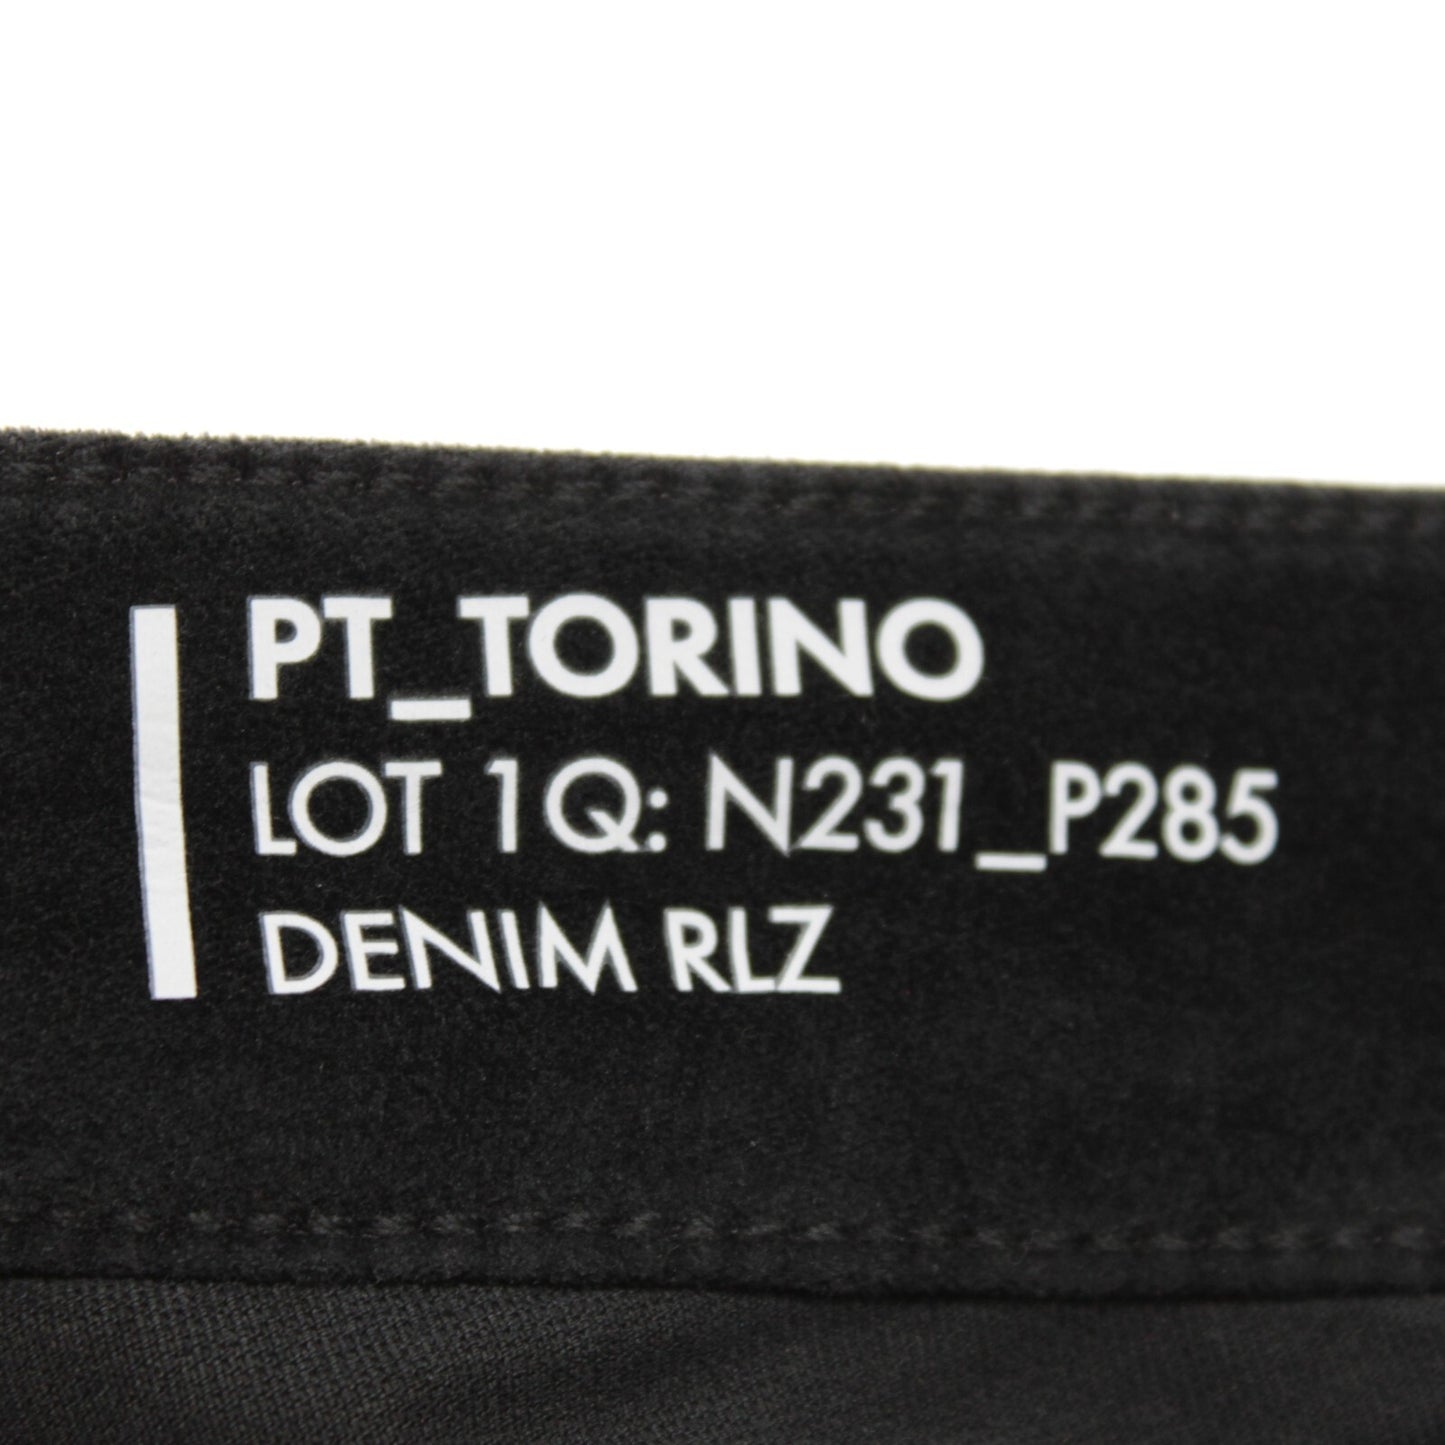 PT_TORINO
LOT 1Q: N231_P285
DENIM RLZ